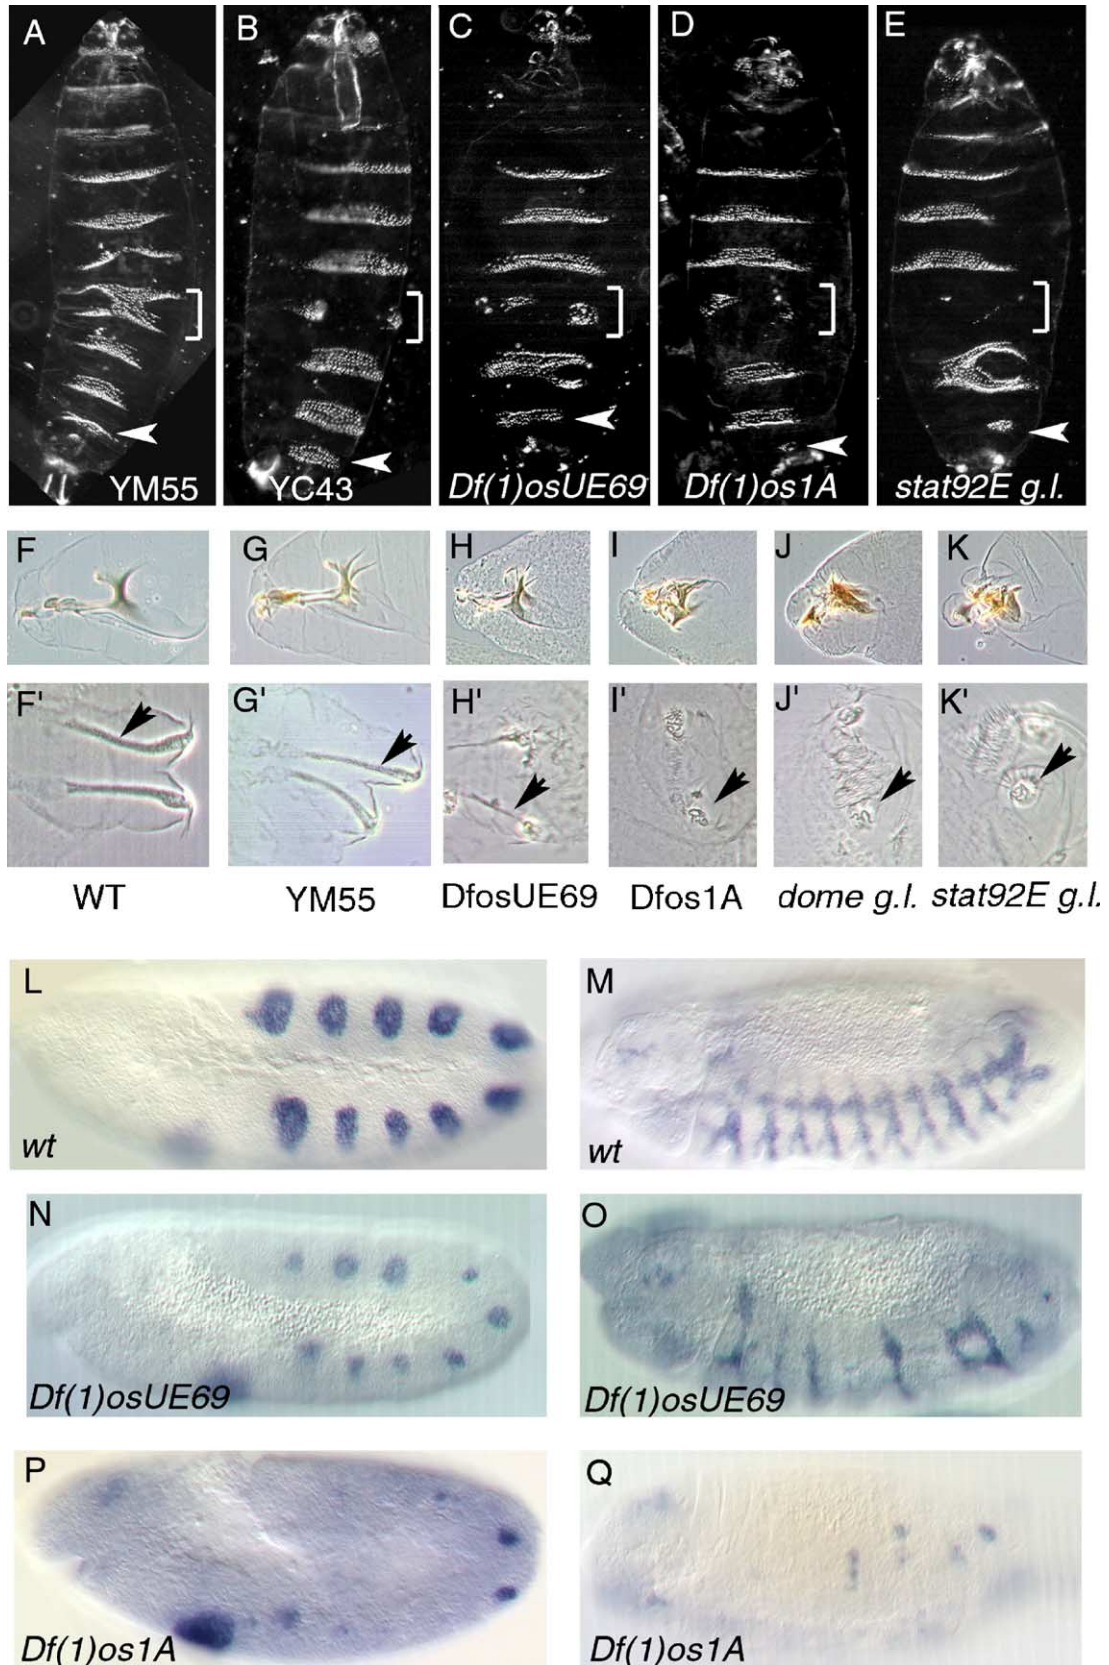 A B C D E
YM55 YC43 Df(1)osUE69 Df(1)os1A stat92E g.l.
F G H I J K
F' G' H' I' J' K'
WT YM55 DfosUE69 Dfos1A dome g.l. stat92E g.l.
L M
wt wt
N O
Df(1)osUE69 Df(1)osUE69
P Q
Df(1)os1A Df(1)os1A